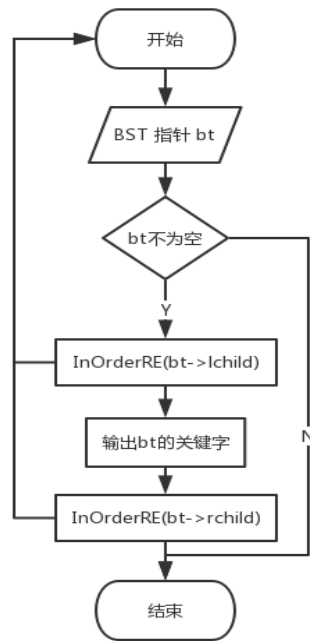 开始
BST 指针 bt
bt不为空
Y
InOrderRE(bt->lchild)
N
输出bt的关键字
InOrderRE(bt->rchild)
结束